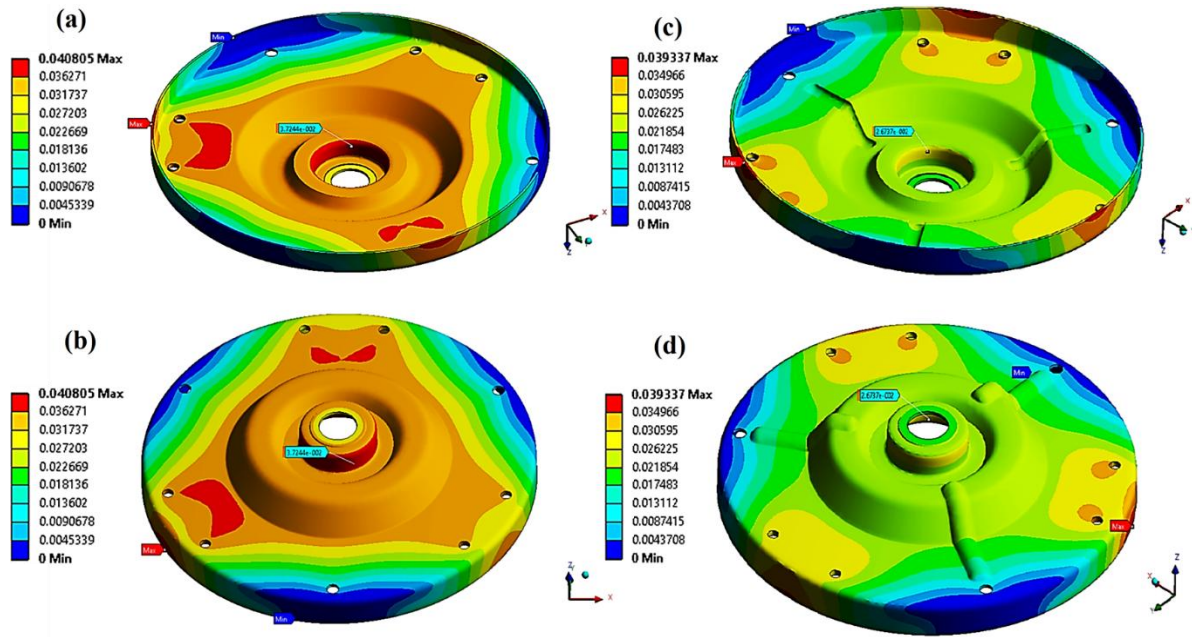 (a)
0.040805 Max
0.036271
0.031737
0.027203
0.022669
0.018136
0.013602
0.0090678
0.0045339
0 Min
Min
Max
3.7244e-002
X
Z
(c)
0.039337 Max
0.034966
0.030595
0.026225
0.021854
0.017483
0.013112
0.0087415
0.0043708
0 Min
Min
Max
2.6737e-002
X
Z
(b)
0.040805 Max
0.036271
0.031737
0.027203
0.022669
0.018136
0.013602
0.0090678
0.0045339
0 Min
3.7244e-002
Max
Min
Z
X
(d)
0.039337 Max
0.034966
0.030595
0.026225
0.021854
0.017483
0.013112
0.0087415
0.0043708
0 Min
2.6737e-002
Min
Max
Z
X
Y